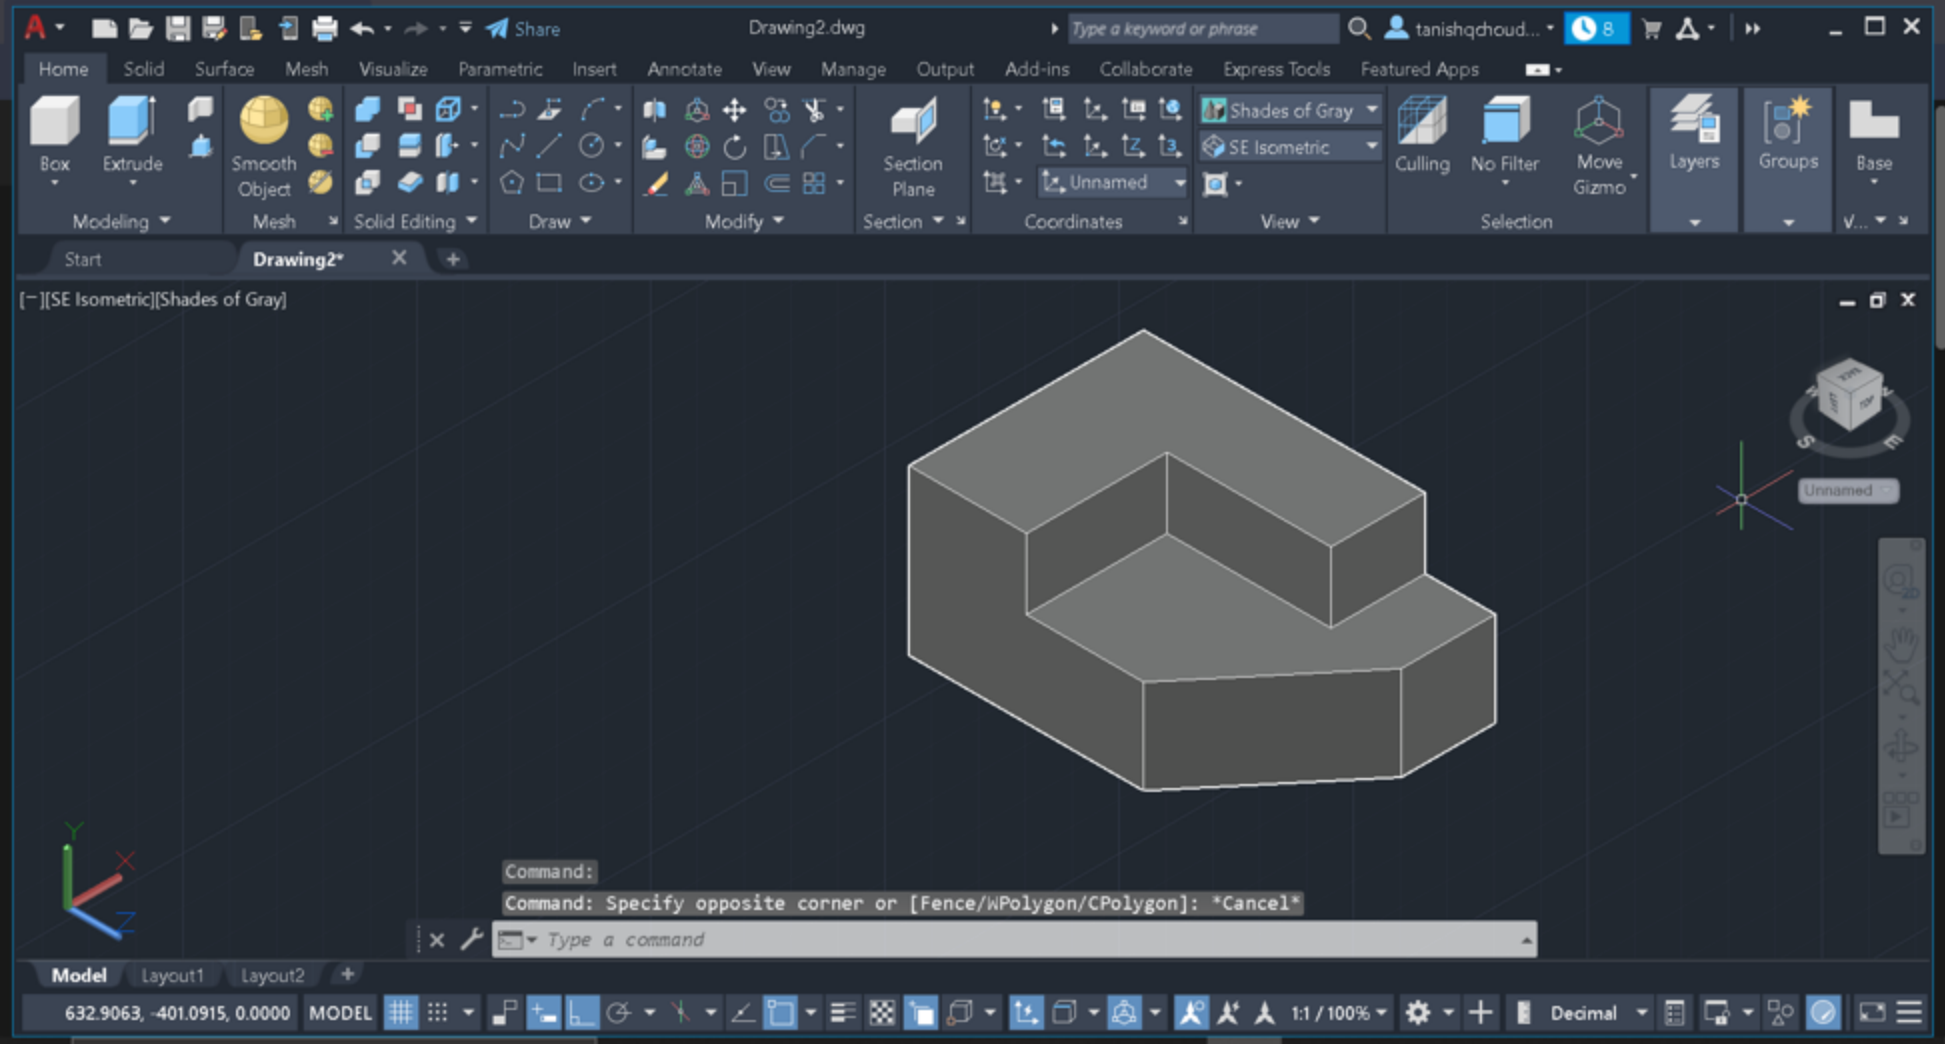 A Share Drawing2.dwg Type a keyword or phrase tanishqchoud... 8
Home Solid Surface Mesh Visualize Parametric Insert Annotate View Manage Output Add-ins Collaborate Express Tools Featured Apps
Box Extrude Smooth Object Section Plane Unnamed Shades of Gray SE Isometric Culling No Filter Move Gizmo Layers Groups Base
Modeling Mesh Solid Editing Draw Modify Section Coordinates View Selection V...
Start Drawing2* +
[−][SE Isometric][Shades of Gray]
BACK LEFT TOP
S E
Unnamed
Y X Z
Command:
Command: Specify opposite corner or [Fence/WPolygon/CPolygon]: *Cancel*
Type a command
Model Layout1 Layout2 +
632.9063, -401.0915, 0.0000 MODEL 1:1 / 100% Decimal